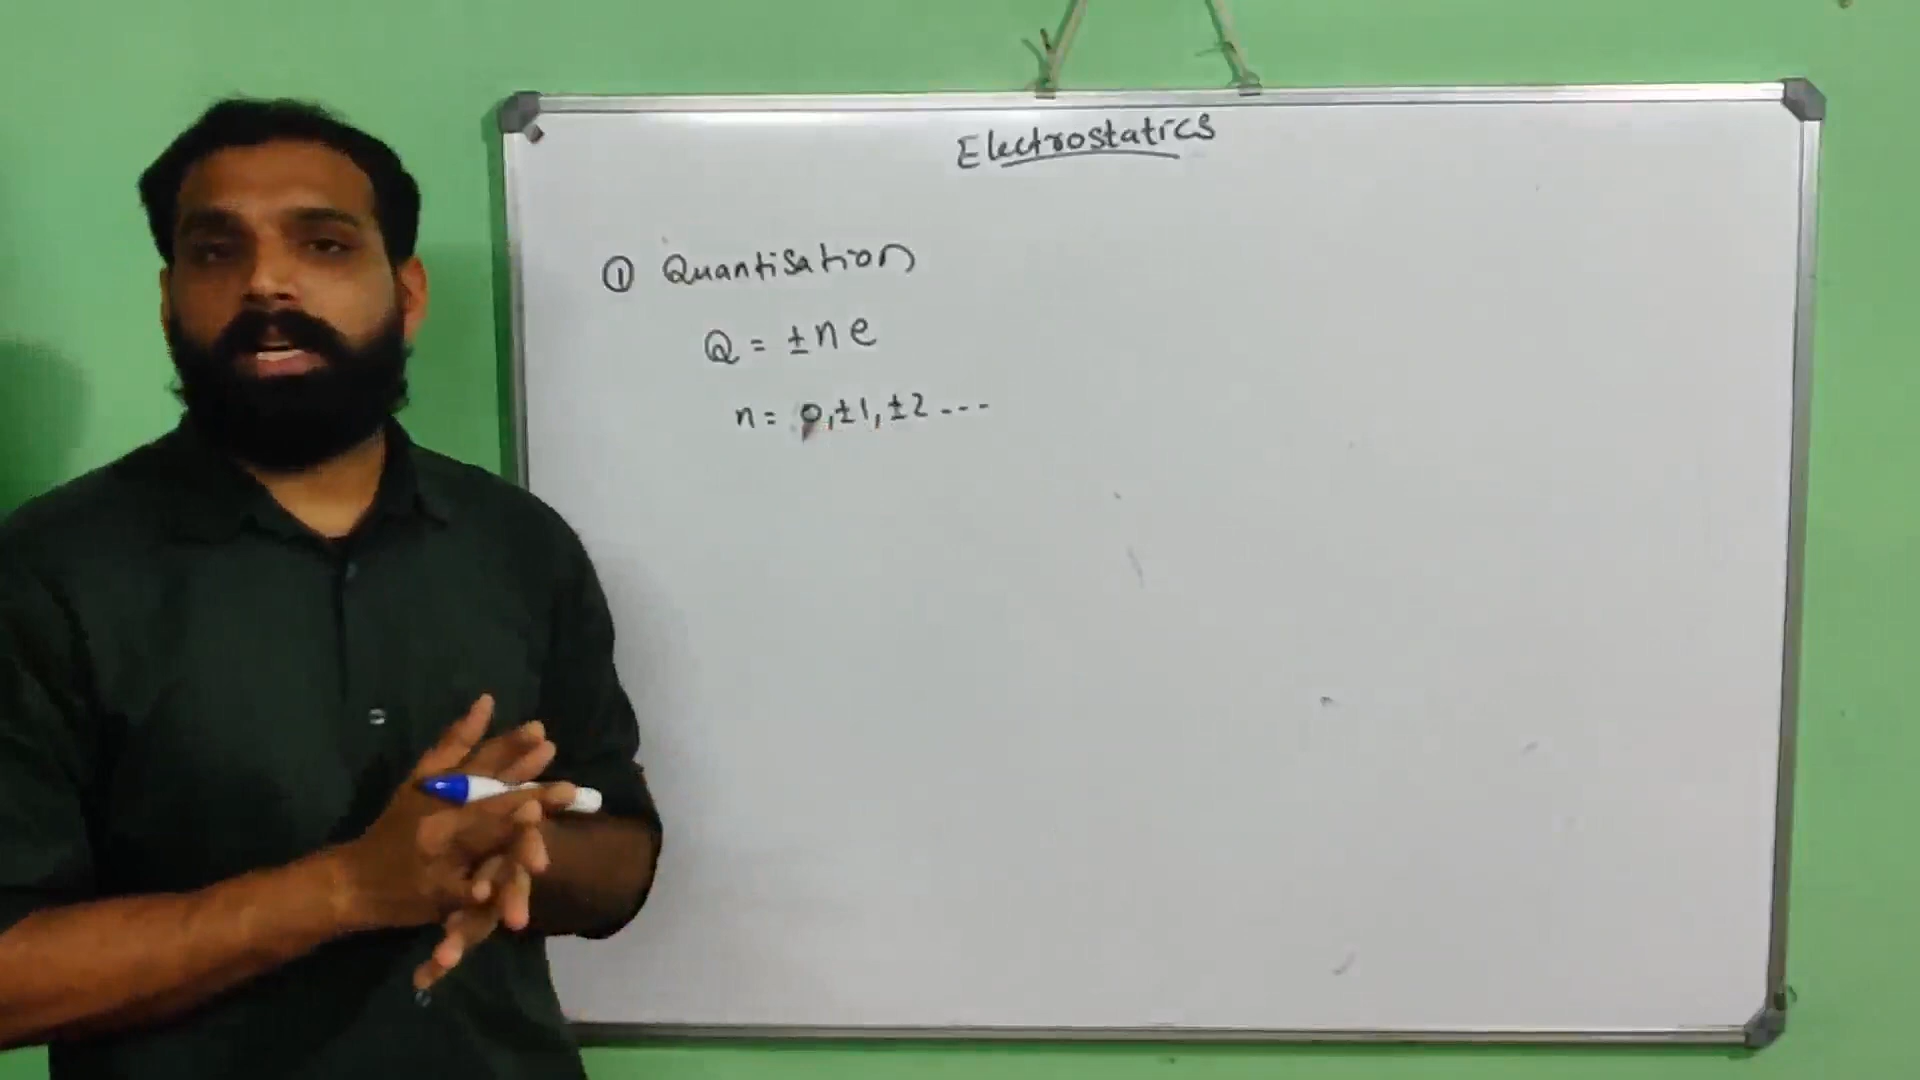 Electrostatics
① Quantisation
Q = ±ne
n = 0, ±1, ±2 ---